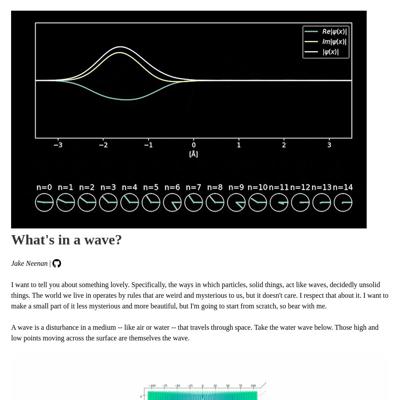 Re|ψ(x)|
Im|ψ(x)|
|ψ(x)|
−3 −2 −1 0 1 2 3
[Å]
n=0 n=1 n=2 n=3 n=4 n=5 n=6 n=7 n=8 n=9 n=10 n=11 n=12 n=13 n=14
What's in a wave?
Jake Neenan |
I want to tell you about something lovely. Specifically, the ways in which particles, solid things, act like waves, decidedly unsolid
things. The world we live in operates by rules that are weird and mysterious to us, but it doesn't care. I respect that about it. I want to
make a small part of it less mysterious and more beautiful, but I'm going to start from scratch, so bear with me.
A wave is a disturbance in a medium -- like air or water -- that travels through space. Take the water wave below. Those high and
low points moving across the surface are themselves the wave.